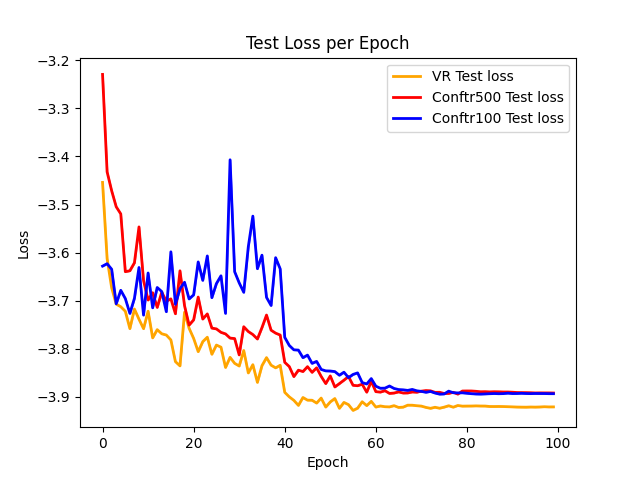 Test Loss per Epoch
VR Test loss
Conftr500 Test loss
Conftr100 Test loss
−3.2
−3.3
−3.4
−3.5
−3.6
−3.7
−3.8
−3.9
Loss
0 20 40 60 80 100
Epoch